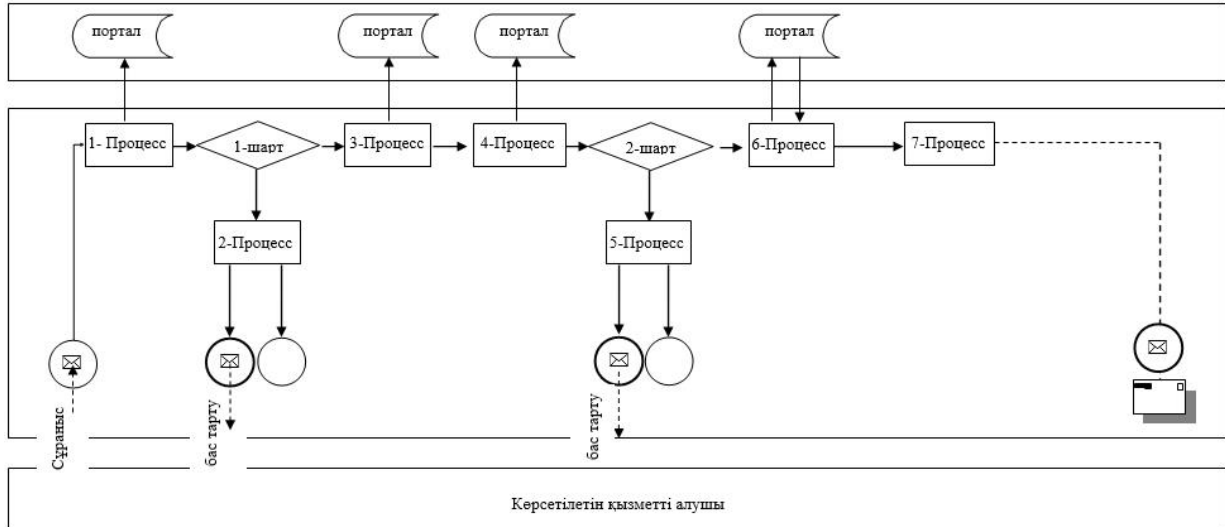 портал
портал
портал
портал
1- Процесс
1-шарт
3-Процесс
4-Процесс
2-шарт
6-Процесс
7-Процесс
2-Процесс
5-Процесс
Сұраныс
бас тарту
бас тарту
Көрсетілетін қызметті алушы